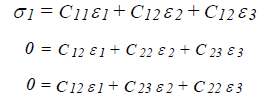 σ1 = C11 ε1 + C12 ε2 + C12 ε3
0 = C12 ε1 + C22 ε2 + C23 ε3
0 = C12 ε1 + C23 ε2 + C22 ε3